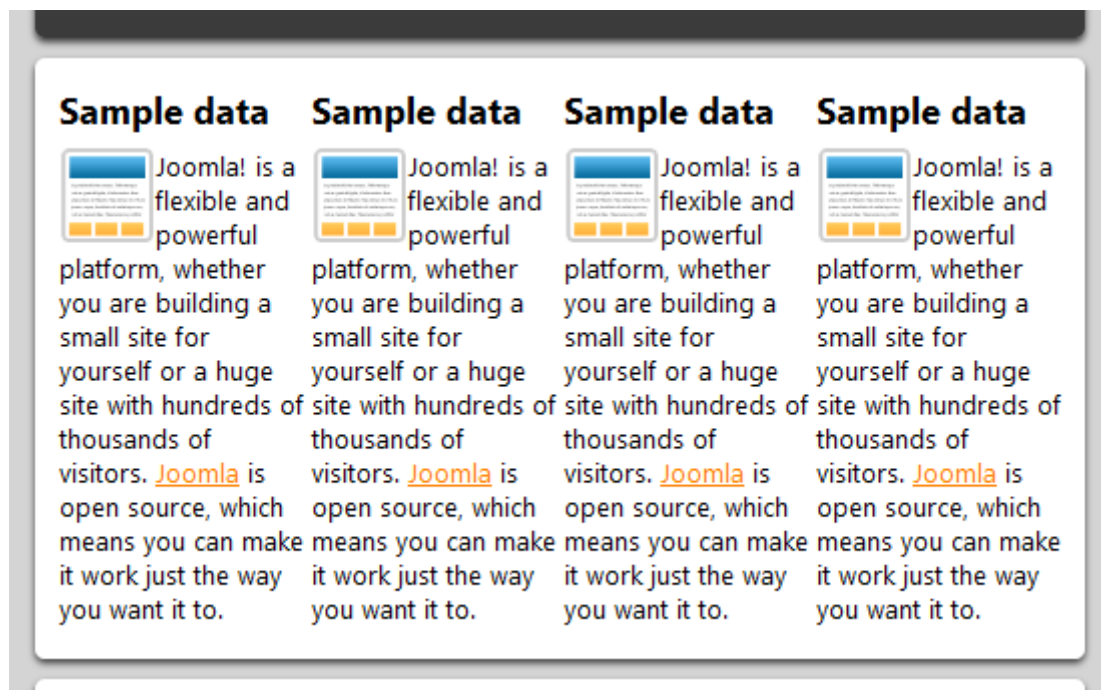 Sample data
Joomla! is a
flexible and
powerful
platform, whether
you are building a
small site for
yourself or a huge
site with hundreds of
thousands of
visitors. Joomla is
open source, which
means you can make
it work just the way
you want it to.
Sample data
Joomla! is a
flexible and
powerful
platform, whether
you are building a
small site for
yourself or a huge
site with hundreds of
thousands of
visitors. Joomla is
open source, which
means you can make
it work just the way
you want it to.
Sample data
Joomla! is a
flexible and
powerful
platform, whether
you are building a
small site for
yourself or a huge
site with hundreds of
thousands of
visitors. Joomla is
open source, which
means you can make
it work just the way
you want it to.
Sample data
Joomla! is a
flexible and
powerful
platform, whether
you are building a
small site for
yourself or a huge
site with hundreds of
thousands of
visitors. Joomla is
open source, which
means you can make
it work just the way
you want it to.